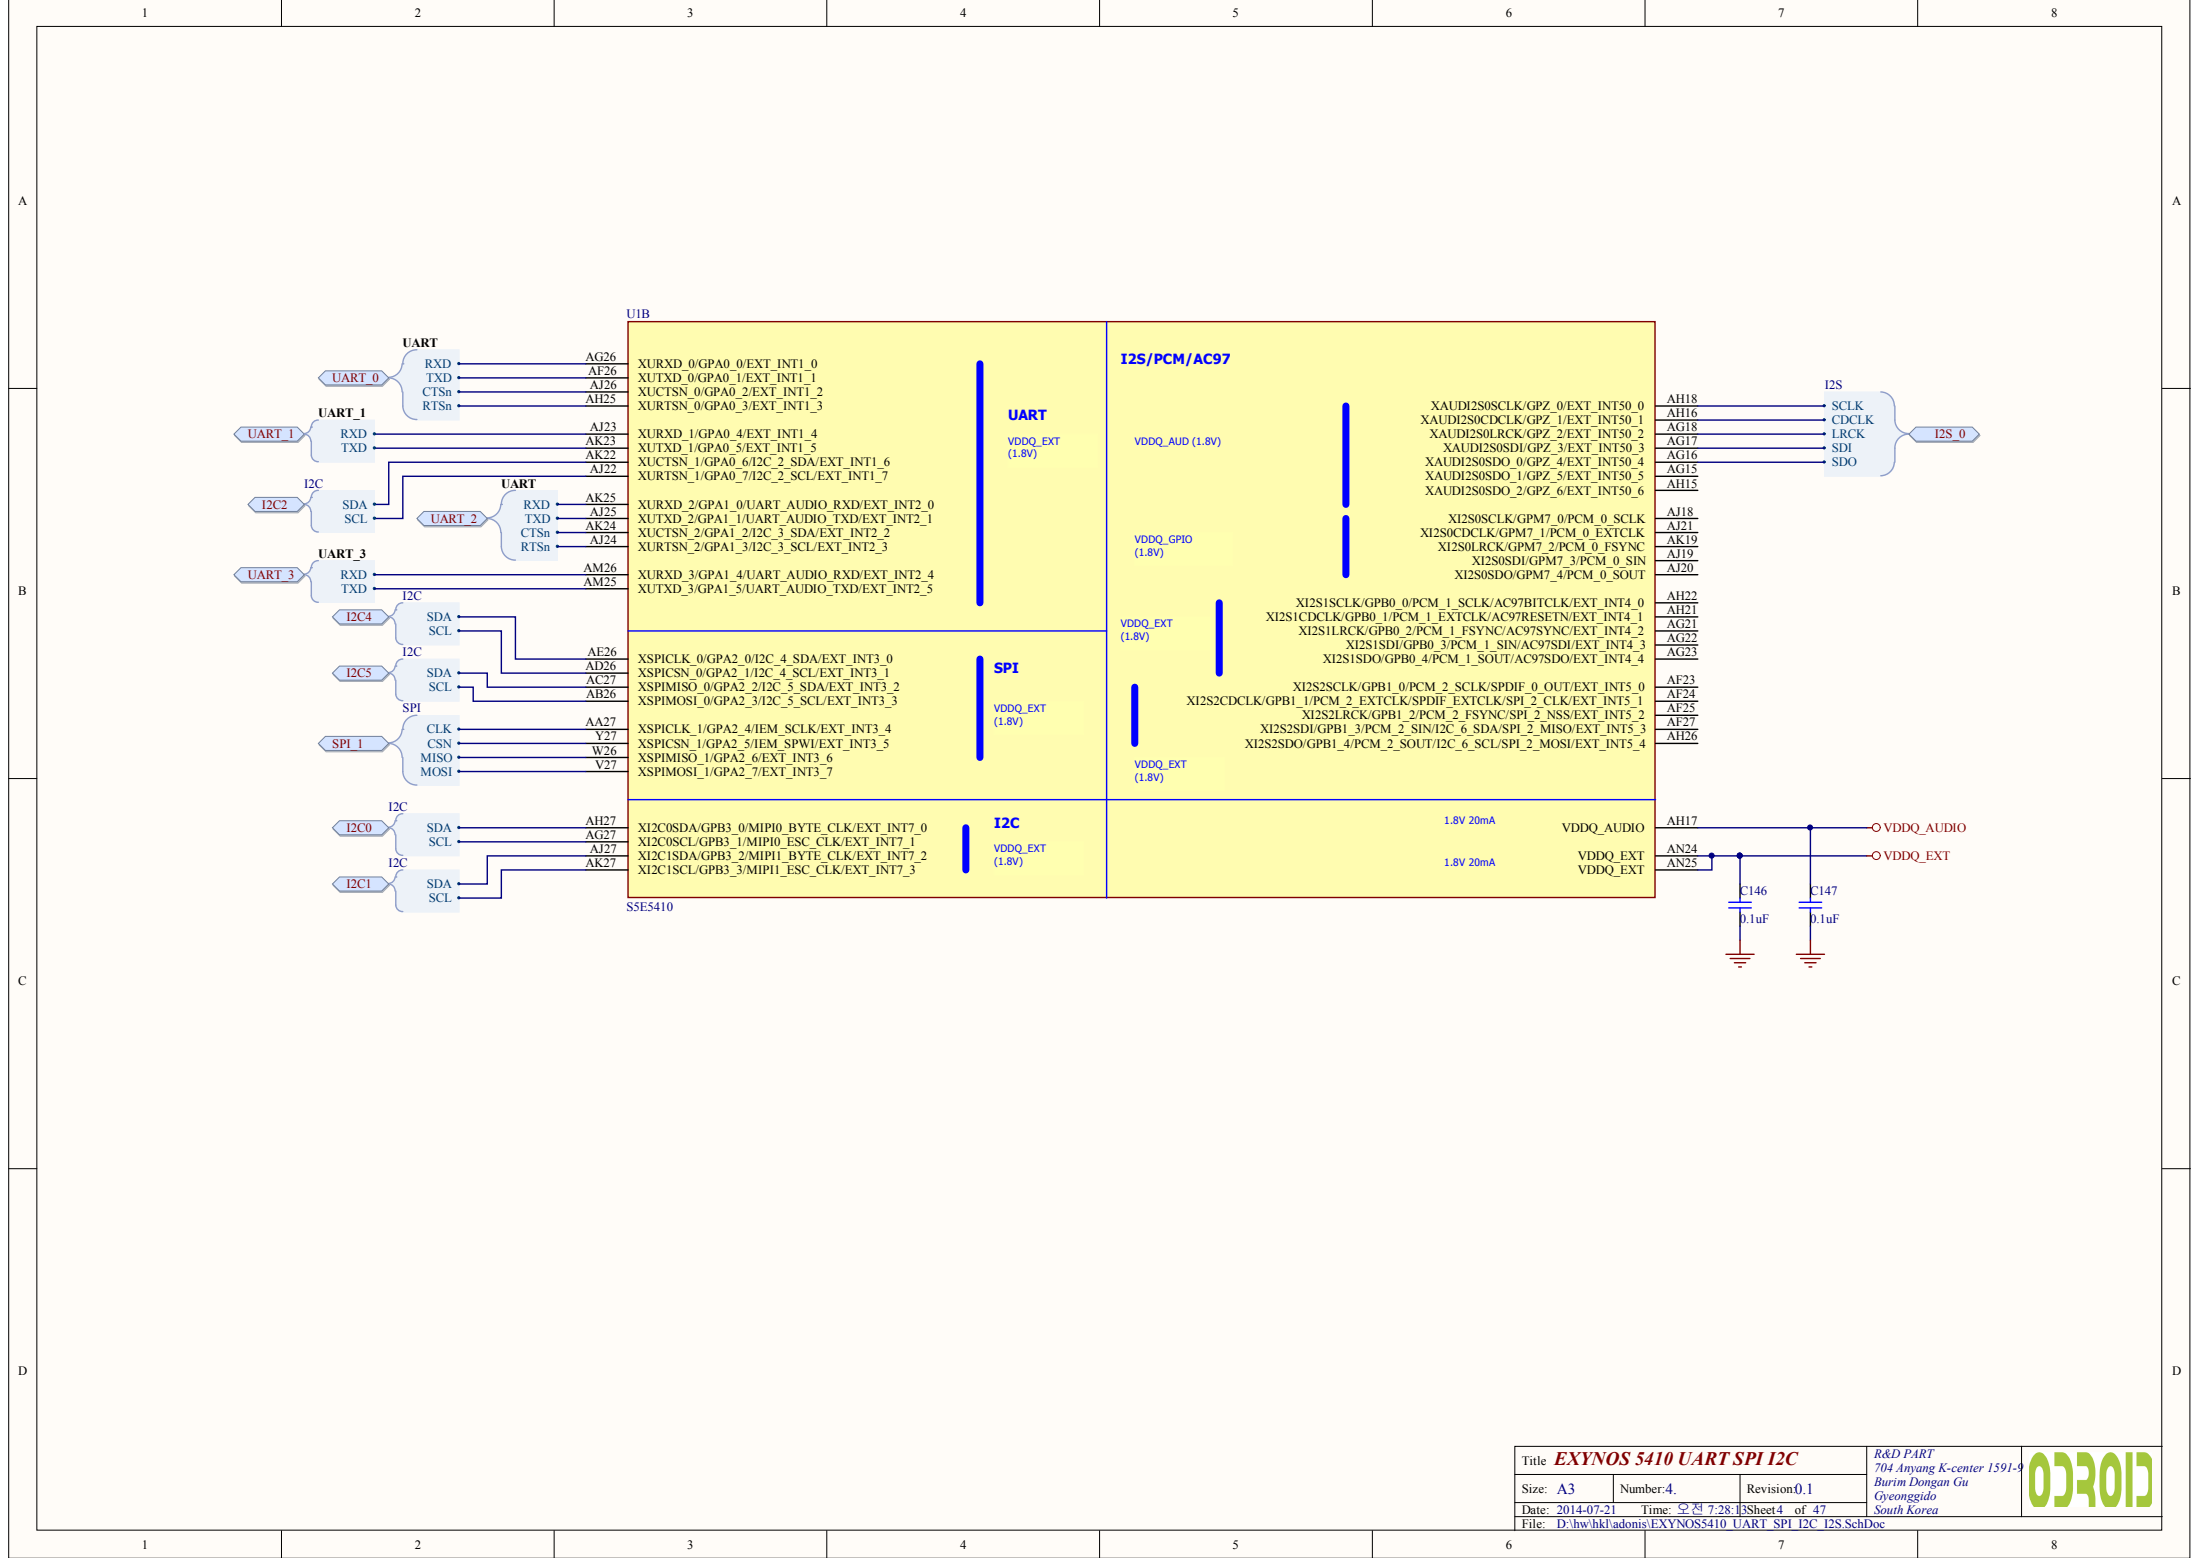 1 2 3 4 5 6 7 8
A A
B B
C C
D D
U1B
UART
UART_0
RXD AG26 XURXD_0/GPA0_0/EXT_INT1_0
TXD AF26 XUTXD_0/GPA0_1/EXT_INT1_1
CTSn AJ26 XUCTSN_0/GPA0_2/EXT_INT1_2
RTSn AH25 XURTSN_0/GPA0_3/EXT_INT1_3
UART_1
UART_1
RXD AJ23 XURXD_1/GPA0_4/EXT_INT1_4
TXD AK23 XUTXD_1/GPA0_5/EXT_INT1_5
AK22 XUCTSN_1/GPA0_6/I2C_2_SDA/EXT_INT1_6
AJ22 XURTSN_1/GPA0_7/I2C_2_SCL/EXT_INT1_7
I2C
I2C2
SDA
SCL
UART
UART_2
RXD AK25 XURXD_2/GPA1_0/UART_AUDIO_RXD/EXT_INT2_0
TXD AJ25 XUTXD_2/GPA1_1/UART_AUDIO_TXD/EXT_INT2_1
CTSn AK24 XUCTSN_2/GPA1_2/I2C_3_SDA/EXT_INT2_2
RTSn AJ24 XURTSN_2/GPA1_3/I2C_3_SCL/EXT_INT2_3
UART_3
UART_3
RXD AM26 XURXD_3/GPA1_4/UART_AUDIO_RXD/EXT_INT2_4
TXD AM25 XUTXD_3/GPA1_5/UART_AUDIO_TXD/EXT_INT2_5
UART
VDDQ_EXT
(1.8V)
I2C
I2C4
SDA
SCL
I2C
I2C5
SDA
SCL
AE26 XSPICLK_0/GPA2_0/I2C_4_SDA/EXT_INT3_0
AD26 XSPICSN_0/GPA2_1/I2C_4_SCL/EXT_INT3_1
AC27 XSPIMISO_0/GPA2_2/I2C_5_SDA/EXT_INT3_2
AB26 XSPIMOSI_0/GPA2_3/I2C_5_SCL/EXT_INT3_3
SPI
SPI_1
CLK AA27 XSPICLK_1/GPA2_4/IEM_SCLK/EXT_INT3_4
CSN Y27 XSPICSN_1/GPA2_5/IEM_SPWI/EXT_INT3_5
MISO W26 XSPIMISO_1/GPA2_6/EXT_INT3_6
MOSI V27 XSPIMOSI_1/GPA2_7/EXT_INT3_7
SPI
VDDQ_EXT
(1.8V)
I2C
I2C0
SDA AH27 XI2C0SDA/GPB3_0/MIPI0_BYTE_CLK/EXT_INT7_0
SCL AG27 XI2C0SCL/GPB3_1/MIPI0_ESC_CLK/EXT_INT7_1
AJ27 XI2C1SDA/GPB3_2/MIPI1_BYTE_CLK/EXT_INT7_2
AK27 XI2C1SCL/GPB3_3/MIPI1_ESC_CLK/EXT_INT7_3
I2C
I2C1
SDA
SCL
I2C
VDDQ_EXT
(1.8V)
S5E5410
I2S/PCM/AC97
VDDQ_AUD (1.8V)
XAUDI2S0SCLK/GPZ_0/EXT_INT50_0 AH18 SCLK
XAUDI2S0CDCLK/GPZ_1/EXT_INT50_1 AH16 CDCLK
XAUDI2S0LRCK/GPZ_2/EXT_INT50_2 AG18 LRCK
XAUDI2S0SDI/GPZ_3/EXT_INT50_3 AG17 SDI
XAUDI2S0SDO_0/GPZ_4/EXT_INT50_4 AG16 SDO
XAUDI2S0SDO_1/GPZ_5/EXT_INT50_5 AG15
XAUDI2S0SDO_2/GPZ_6/EXT_INT50_6 AH15
I2S
I2S_0
VDDQ_GPIO
(1.8V)
XI2S0SCLK/GPM7_0/PCM_0_SCLK AJ18
XI2S0CDCLK/GPM7_1/PCM_0_EXTCLK AJ21
XI2S0LRCK/GPM7_2/PCM_0_FSYNC AK19
XI2S0SDI/GPM7_3/PCM_0_SIN AJ19
XI2S0SDO/GPM7_4/PCM_0_SOUT AJ20
VDDQ_EXT
(1.8V)
XI2S1SCLK/GPB0_0/PCM_1_SCLK/AC97BITCLK/EXT_INT4_0 AH22
XI2S1CDCLK/GPB0_1/PCM_1_EXTCLK/AC97RESETN/EXT_INT4_1 AH21
XI2S1LRCK/GPB0_2/PCM_1_FSYNC/AC97SYNC/EXT_INT4_2 AG21
XI2S1SDI/GPB0_3/PCM_1_SIN/AC97SDI/EXT_INT4_3 AG22
XI2S1SDO/GPB0_4/PCM_1_SOUT/AC97SDO/EXT_INT4_4 AG23
XI2S2SCLK/GPB1_0/PCM_2_SCLK/SPDIF_0_OUT/EXT_INT5_0 AF23
XI2S2CDCLK/GPB1_1/PCM_2_EXTCLK/SPDIF_EXTCLK/SPI_2_CLK/EXT_INT5_1 AF24
XI2S2LRCK/GPB1_2/PCM_2_FSYNC/SPI_2_NSS/EXT_INT5_2 AF25
XI2S2SDI/GPB1_3/PCM_2_SIN/I2C_6_SDA/SPI_2_MISO/EXT_INT5_3 AF27
XI2S2SDO/GPB1_4/PCM_2_SOUT/I2C_6_SCL/SPI_2_MOSI/EXT_INT5_4 AH26
VDDQ_EXT
(1.8V)
1.8V 20mA VDDQ_AUDIO AH17 VDDQ_AUDIO
VDDQ_EXT AN24 VDDQ_EXT
1.8V 20mA VDDQ_EXT AN25
C146 C147
0.1uF 0.1uF
Title EXYNOS 5410 UART SPI I2C
Size: A3 Number:4. Revision:0.1
Date: 2014-07-21 Time: 오전 7:28:13 Sheet 4 of 47
File: D:\hw\hkl\adonis\EXYNOS5410_UART_SPI_I2C_I2S.SchDoc
R&D PART
704 Anyang K-center 1591-9
Burim Dongan Gu
Gyeonggido
South Korea
ODROID
1 2 3 4 5 6 7 8